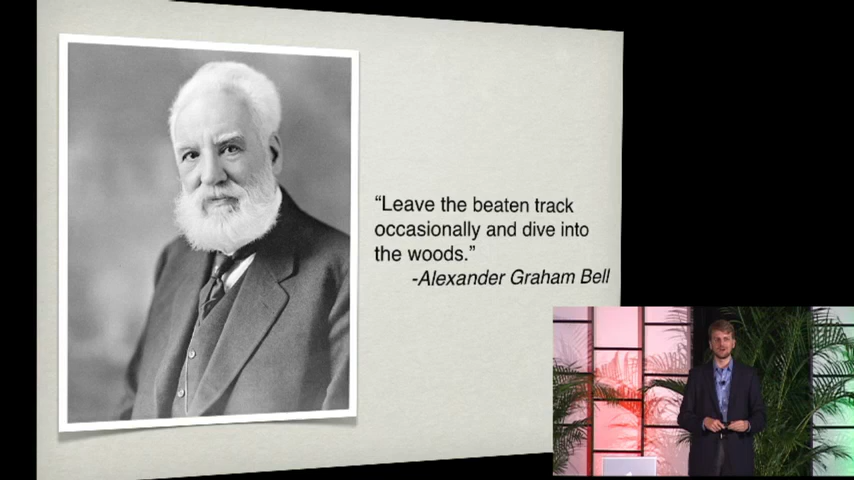 “Leave the beaten track
occasionally and dive into
the woods.”
-Alexander Graham Bell